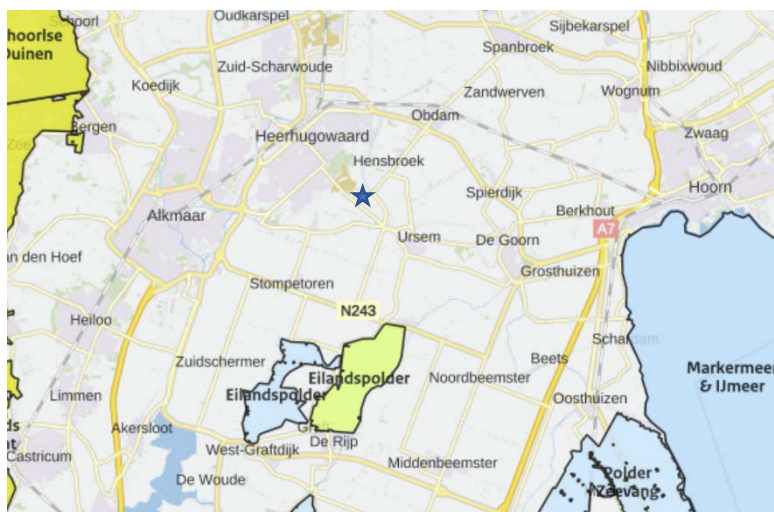 Schoorl
Oudkarspel
Sijbekarspel
choorlse
Duinen
Spanbroek
Zuid-Scharwoude
Nibbixwoud
Koedijk
Zandwerven
Wognum
Obdam
Bergen
Heerhugowaard
Zwaag
Hensbroek
Spierdijk
Hoorn
Alkmaar
Berkhout
A7
Ursem
De Goorn
an den Hoef
Grosthuizen
Stompetoren
N243
Heiloo
Zuidschermer
Beets
Markermeer
& IJmeer
Eilandspolder
Noordbeemster
Eilandspolder
Limmen
Oosthuizen
Akersloot
Graft
De Rijp
West-Graftdijk
Castricum
Middenbeemster
De Woude
Polder
Zeevang